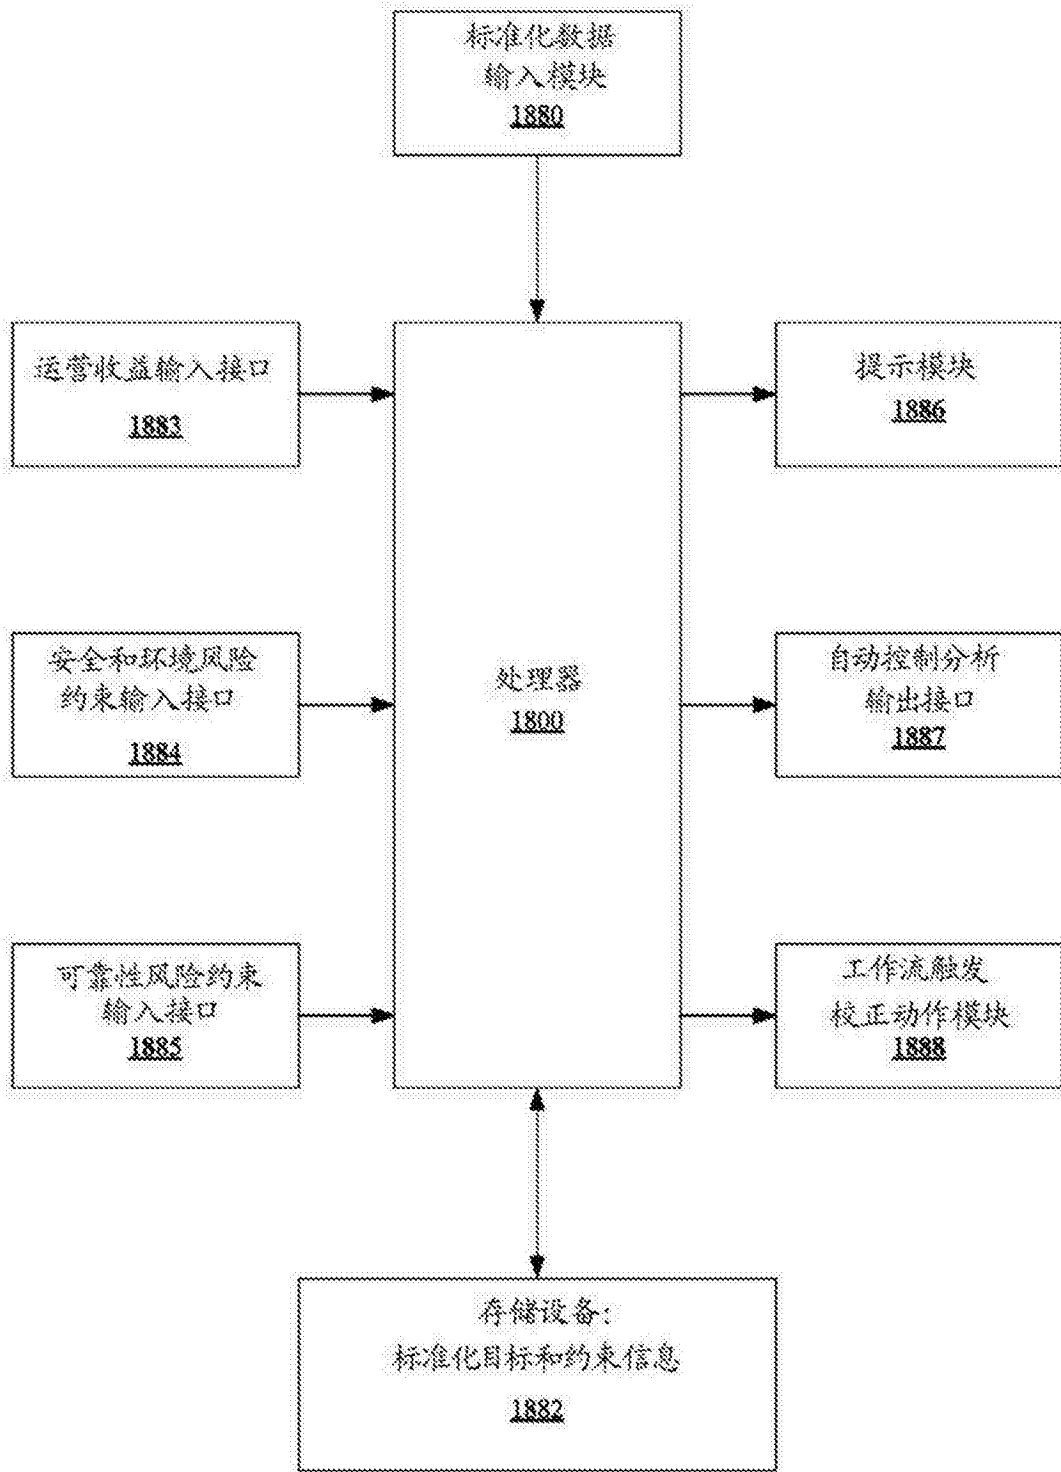 标准化数据
输入模块
1880
运营收益输入接口
1883
提示模块
1886
安全和环境风险
约束输入接口
1884
处理器
1800
自动控制分析
输出接口
1887
可靠性风险约束
输入接口
1885
工作流触发
校正动作模块
1888
存储设备:
标准化目标和约束信息
1882